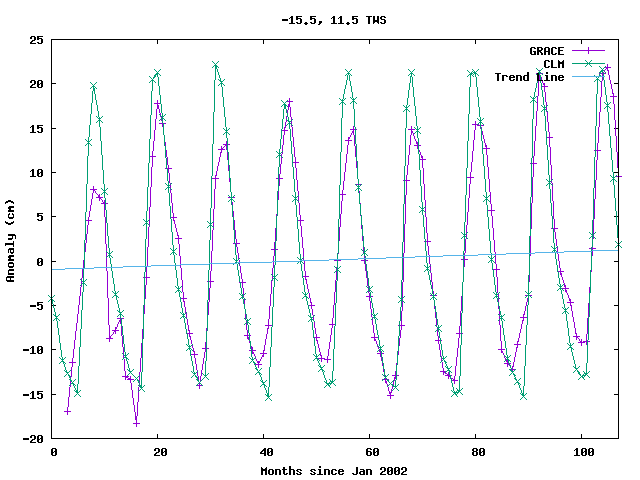 -15.5, 11.5 TWS
GRACE
CLM
Trend Line
25
20
15
10
5
0
-5
-10
-15
-20
Anomaly (cm)
0 20 40 60 80 100
Months since Jan 2002